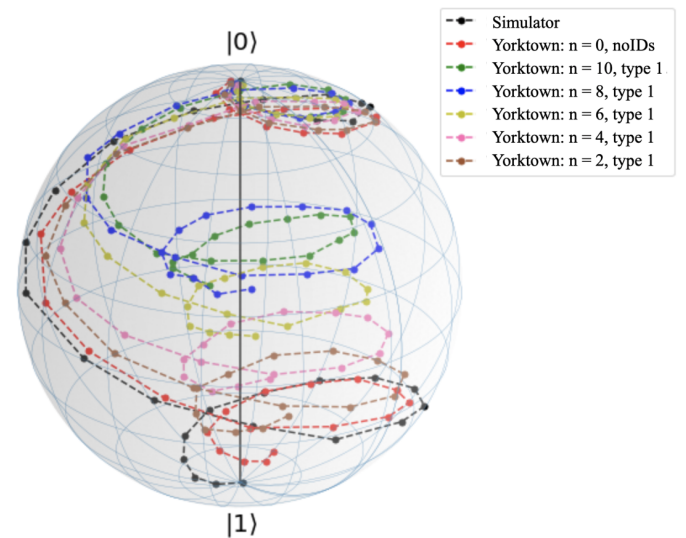 |0⟩
Simulator
Yorktown: n = 0, noIDs
Yorktown: n = 10, type 1
Yorktown: n = 8, type 1
Yorktown: n = 6, type 1
Yorktown: n = 4, type 1
Yorktown: n = 2, type 1
|1⟩